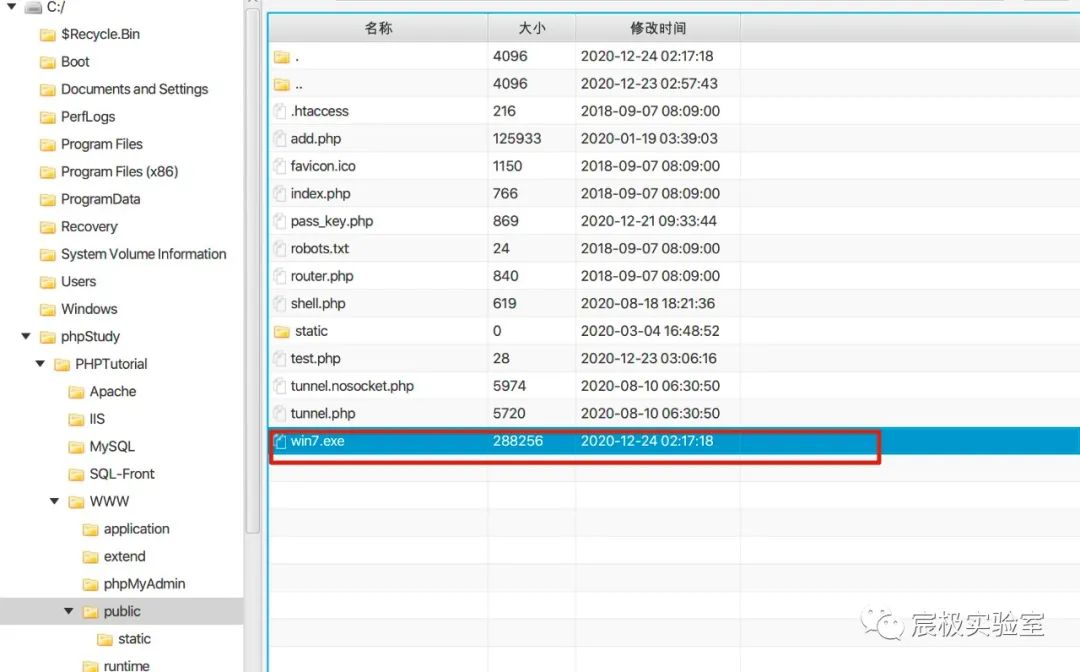 C:/
$Recycle.Bin
Boot
Documents and Settings
PerfLogs
Program Files
Program Files (x86)
ProgramData
Recovery
System Volume Information
Users
Windows
phpStudy
PHPTutorial
Apache
IIS
MySQL
SQL-Front
WWW
application
extend
phpMyAdmin
public
static
runtime
名称 大小 修改时间
. 4096 2020-12-24 02:17:18
.. 4096 2020-12-23 02:57:43
.htaccess 216 2018-09-07 08:09:00
add.php 125933 2020-01-19 03:39:03
favicon.ico 1150 2018-09-07 08:09:00
index.php 766 2018-09-07 08:09:00
pass_key.php 869 2020-12-21 09:33:44
robots.txt 24 2018-09-07 08:09:00
router.php 840 2018-09-07 08:09:00
shell.php 619 2020-08-18 18:21:36
static 0 2020-03-04 16:48:52
test.php 28 2020-12-23 03:06:16
tunnel.nosocket.php 5974 2020-08-10 06:30:50
tunnel.php 5720 2020-08-10 06:30:50
win7.exe 288256 2020-12-24 02:17:18
宸极实验室